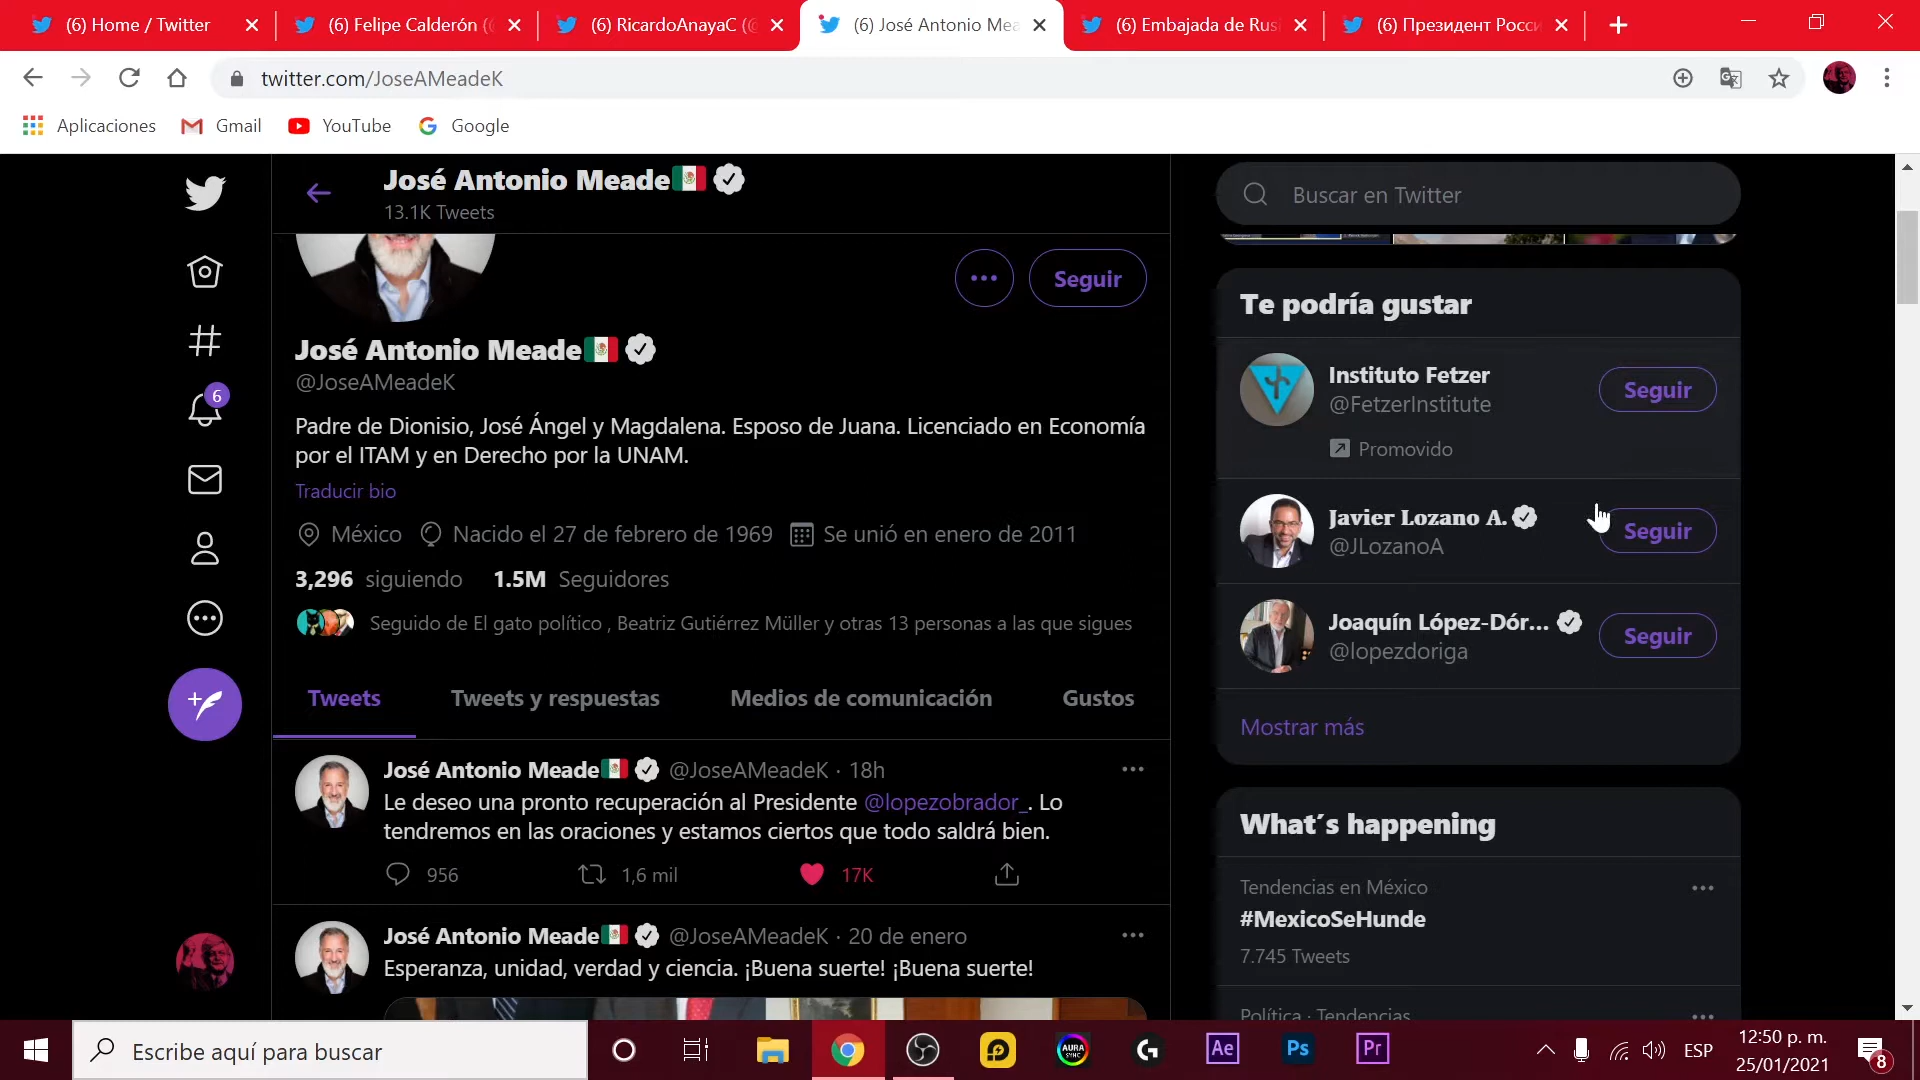 (6) Home / Twitter
(6) Felipe Calderón (
(6) RicardoAnayaC (@
(6) José Antonio Mea
(6) Embajada de Rus
(6) Президент Росси
twitter.com/JoseAMeadeK
Aplicaciones
Gmail
YouTube
Google
José Antonio Meade
13.1K Tweets
Seguir
José Antonio Meade
@JoseAMeadeK
Padre de Dionisio, José Ángel y Magdalena. Esposo de Juana. Licenciado en Economía
por el ITAM y en Derecho por la UNAM.
Traducir bio
México Nacido el 27 de febrero de 1969 Se unió en enero de 2011
3,296 siguiendo 1.5M Seguidores
Seguido de El gato político , Beatriz Gutiérrez Müller y otras 13 personas a las que sigues
Tweets Tweets y respuestas Medios de comunicación Gustos
José Antonio Meade @JoseAMeadeK · 18h
Le deseo una pronto recuperación al Presidente @lopezobrador_. Lo
tendremos en las oraciones y estamos ciertos que todo saldrá bien.
956 1,6 mil 17K
José Antonio Meade @JoseAMeadeK · 20 de enero
Esperanza, unidad, verdad y ciencia. ¡Buena suerte! ¡Buena suerte!
6
Buscar en Twitter
Te podría gustar
Instituto Fetzer
@FetzerInstitute
Seguir
Promovido
Javier Lozano A.
@JLozanoA
Seguir
Joaquín López-Dór...
@lopezdoriga
Seguir
Mostrar más
What´s happening
Tendencias en México
#MexicoSeHunde
7.745 Tweets
Política · Tendencias
Escribe aquí para buscar
AURA
SYNC
Ae
Ps
Pr
ESP
12:50 p. m.
25/01/2021
8